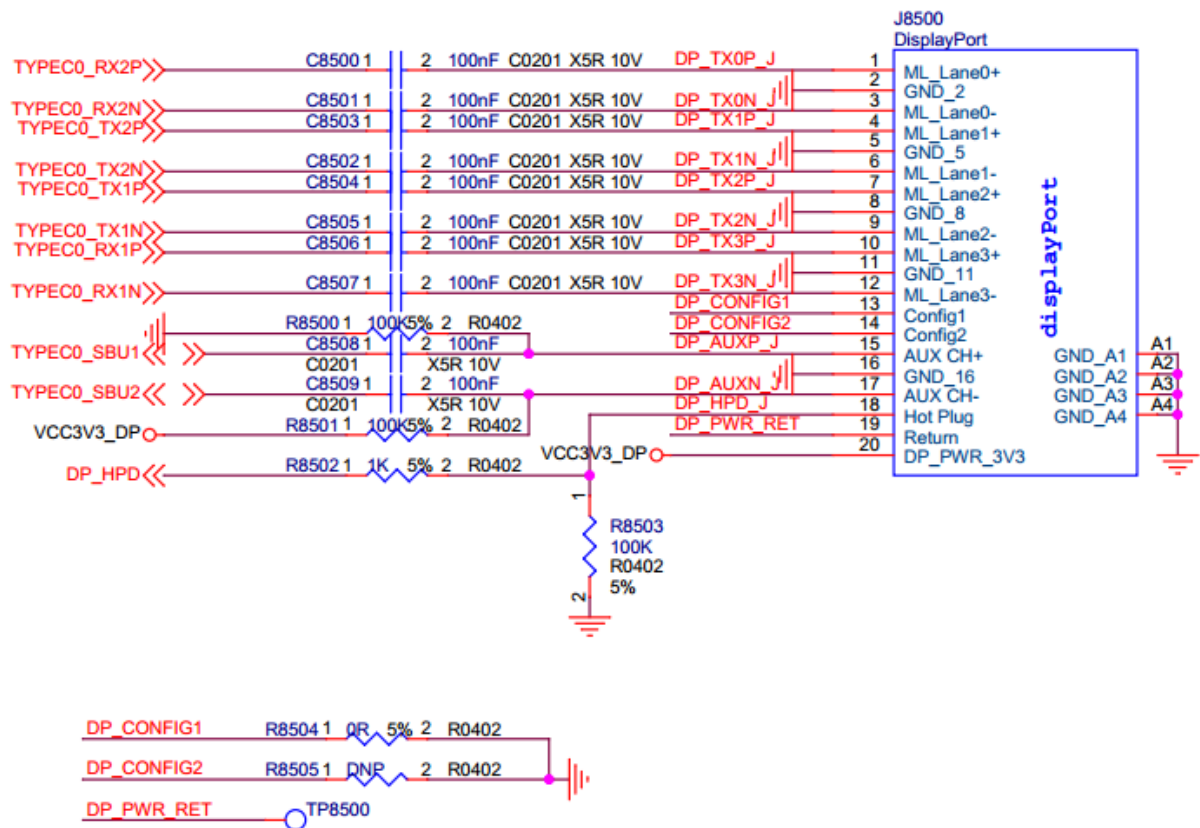 J8500
DisplayPort
TYPEC0_RX2P C8500 1 2 100nF C0201 X5R 10V DP_TX0P_J 1 ML_Lane0+
2 GND_2
TYPEC0_RX2N C8501 1 2 100nF C0201 X5R 10V DP_TX0N_J 3 ML_Lane0-
TYPEC0_TX2P C8503 1 2 100nF C0201 X5R 10V DP_TX1P_J 4 ML_Lane1+
5 GND_5
TYPEC0_TX2N C8502 1 2 100nF C0201 X5R 10V DP_TX1N_J 6 ML_Lane1-
TYPEC0_TX1P C8504 1 2 100nF C0201 X5R 10V DP_TX2P_J 7 ML_Lane2+
8 GND_8
TYPEC0_TX1N C8505 1 2 100nF C0201 X5R 10V DP_TX2N_J 9 ML_Lane2-
TYPEC0_RX1P C8506 1 2 100nF C0201 X5R 10V DP_TX3P_J 10 ML_Lane3+
11 GND_11
TYPEC0_RX1N C8507 1 2 100nF C0201 X5R 10V DP_TX3N_J 12 ML_Lane3-
DP_CONFIG1 13 Config1
R8500 1 100K 5% 2 R0402 DP_CONFIG2 14 Config2
TYPEC0_SBU1 C8508 1 2 100nF DP_AUXP_J 15 AUX CH+ GND_A1 A1
C0201 X5R 10V 16 GND_16 GND_A2 A2
TYPEC0_SBU2 C8509 1 2 100nF DP_AUXN_J 17 AUX CH- GND_A3 A3
C0201 X5R 10V DP_HPD_J 18 Hot Plug GND_A4 A4
VCC3V3_DP R8501 1 100K 5% 2 R0402 DP_PWR_RET 19 Return
VCC3V3_DP 20 DP_PWR_3V3
displayPort
DP_HPD R8502 1 1K 5% 2 R0402
1
R8503
100K
R0402
5%
2
DP_CONFIG1 R8504 1 0R 5% 2 R0402
DP_CONFIG2 R8505 1 DNP 2 R0402
DP_PWR_RET TP8500